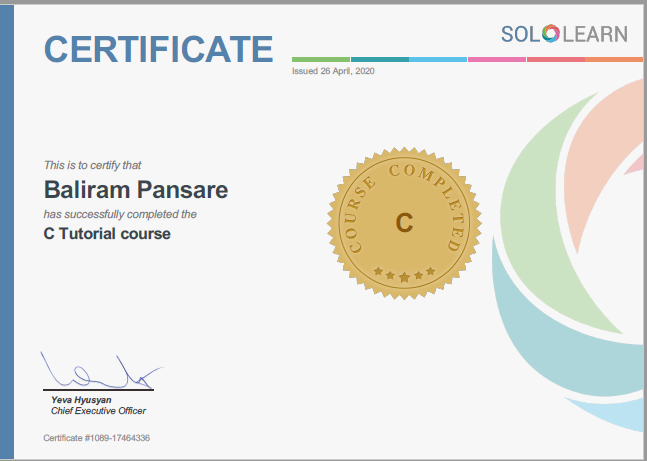 CERTIFICATE
SOLOLEARN
Issued 26 April, 2020
This is to certify that
Baliram Pansare
has successfully completed the
C Tutorial course
COURSE COMPLETED
C
Yeva Hyusyan
Chief Executive Officer
Certificate #1089-17464336